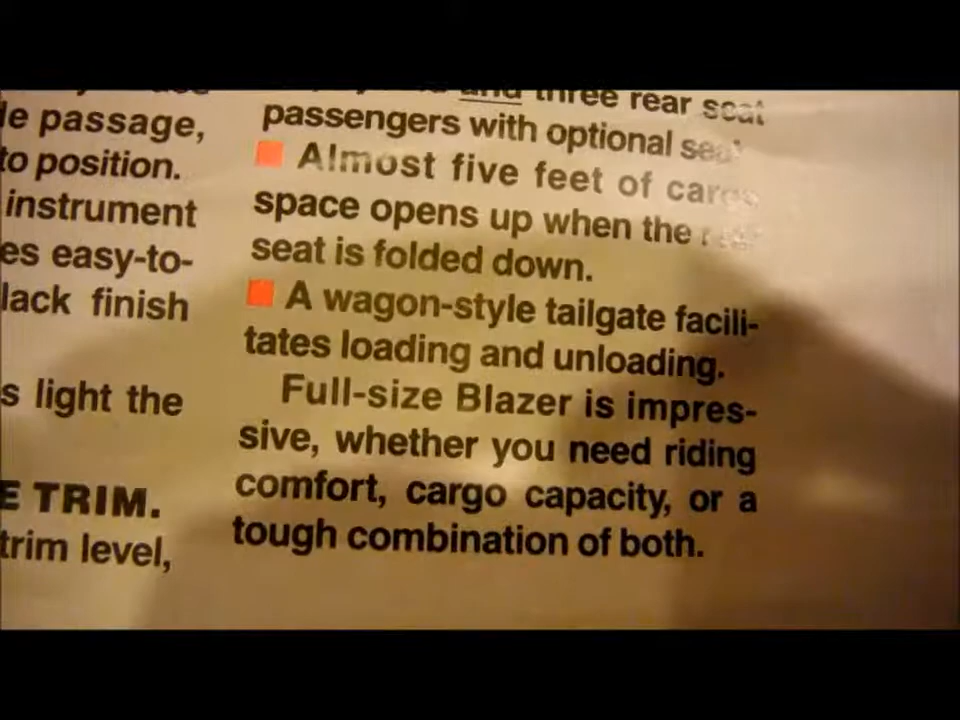 le passage,
to position.
instrument
es easy-to-
lack finish
s light the
E TRIM.
trim level,
and three rear seat
passengers with optional
Almost five feet of cargo
space opens up when the
seat is folded down.
A wagon-style tailgate facili-
tates loading and unloading.
Full-size Blazer is impres-
sive, whether you need riding
comfort, cargo capacity, or a
tough combination of both.